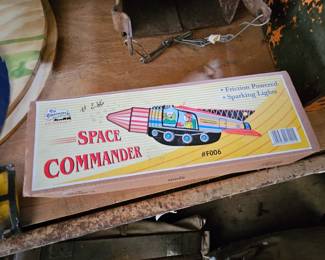 SPACE
COMMANDER
• Friction Powered
• Sparking Lights
#F006